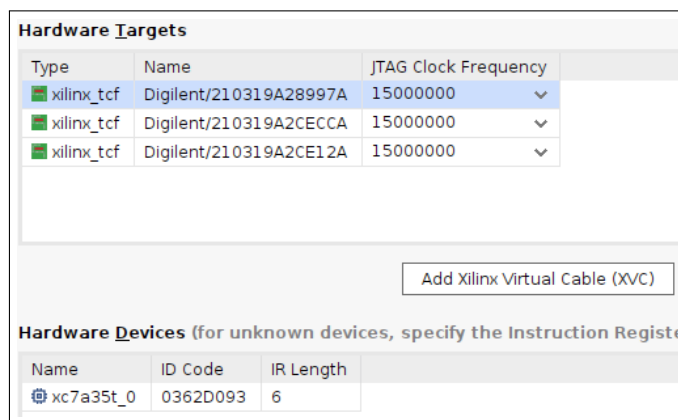 Hardware Targets
Type Name JTAG Clock Frequency
xilinx_tcf Digilent/210319A28997A 15000000
xilinx_tcf Digilent/210319A2CECCA 15000000
xilinx_tcf Digilent/210319A2CE12A 15000000
Add Xilinx Virtual Cable (XVC)
Hardware Devices (for unknown devices, specify the Instruction Registe
Name ID Code IR Length
xc7a35t_0 0362D093 6